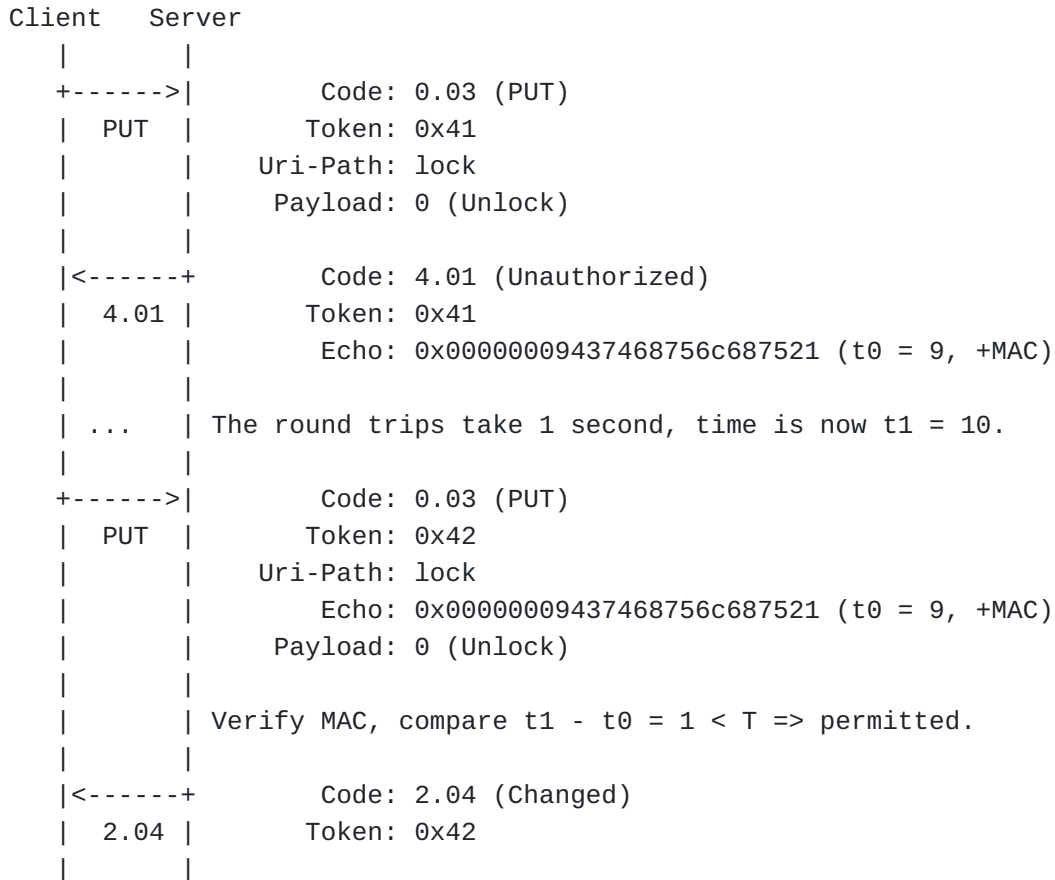 Client   Server
   |       |
   +------>|        Code: 0.03 (PUT)
   |  PUT  |       Token: 0x41
   |       |    Uri-Path: lock
   |       |     Payload: 0 (Unlock)
   |       |
   |<------+        Code: 4.01 (Unauthorized)
   |  4.01 |       Token: 0x41
   |       |        Echo: 0x00000009437468756c687521 (t0 = 9, +MAC)
   |       |
   | ...   | The round trips take 1 second, time is now t1 = 10.
   |       |
   +------>|        Code: 0.03 (PUT)
   |  PUT  |       Token: 0x42
   |       |    Uri-Path: lock
   |       |        Echo: 0x00000009437468756c687521 (t0 = 9, +MAC)
   |       |     Payload: 0 (Unlock)
   |       |
   |       | Verify MAC, compare t1 - t0 = 1 < T => permitted.
   |       |
   |<------+        Code: 2.04 (Changed)
   |  2.04 |       Token: 0x42
   |       |